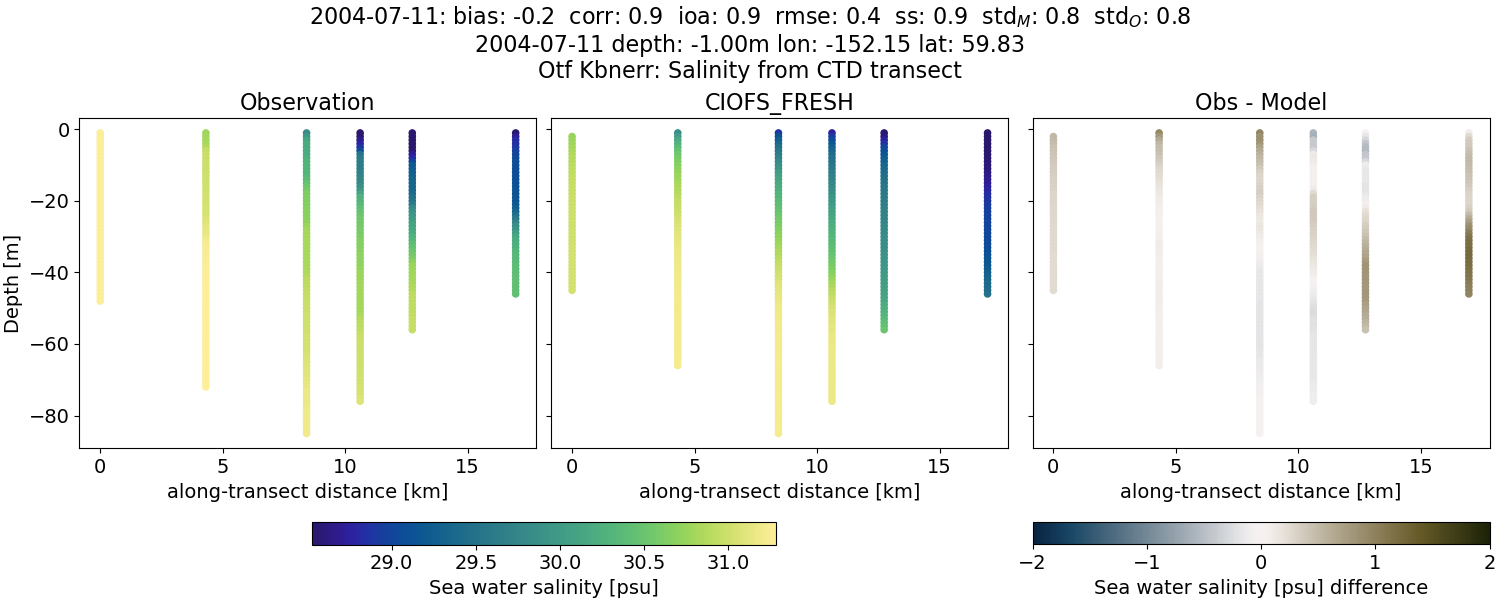 2004-07-11: bias: -0.2  corr: 0.9  ioa: 0.9  rmse: 0.4  ss: 0.9  std_M: 0.8  std_O: 0.8
2004-07-11 depth: -1.00m lon: -152.15 lat: 59.83
Otf Kbnerr: Salinity from CTD transect
Observation
CIOFS_FRESH
Obs - Model
Depth [m]
0
−20
−40
−60
−80
0 5 10 15
0 5 10 15
0 5 10 15
along-transect distance [km]
along-transect distance [km]
along-transect distance [km]
29.0 29.5 30.0 30.5 31.0
Sea water salinity [psu]
−2 −1 0 1 2
Sea water salinity [psu] difference